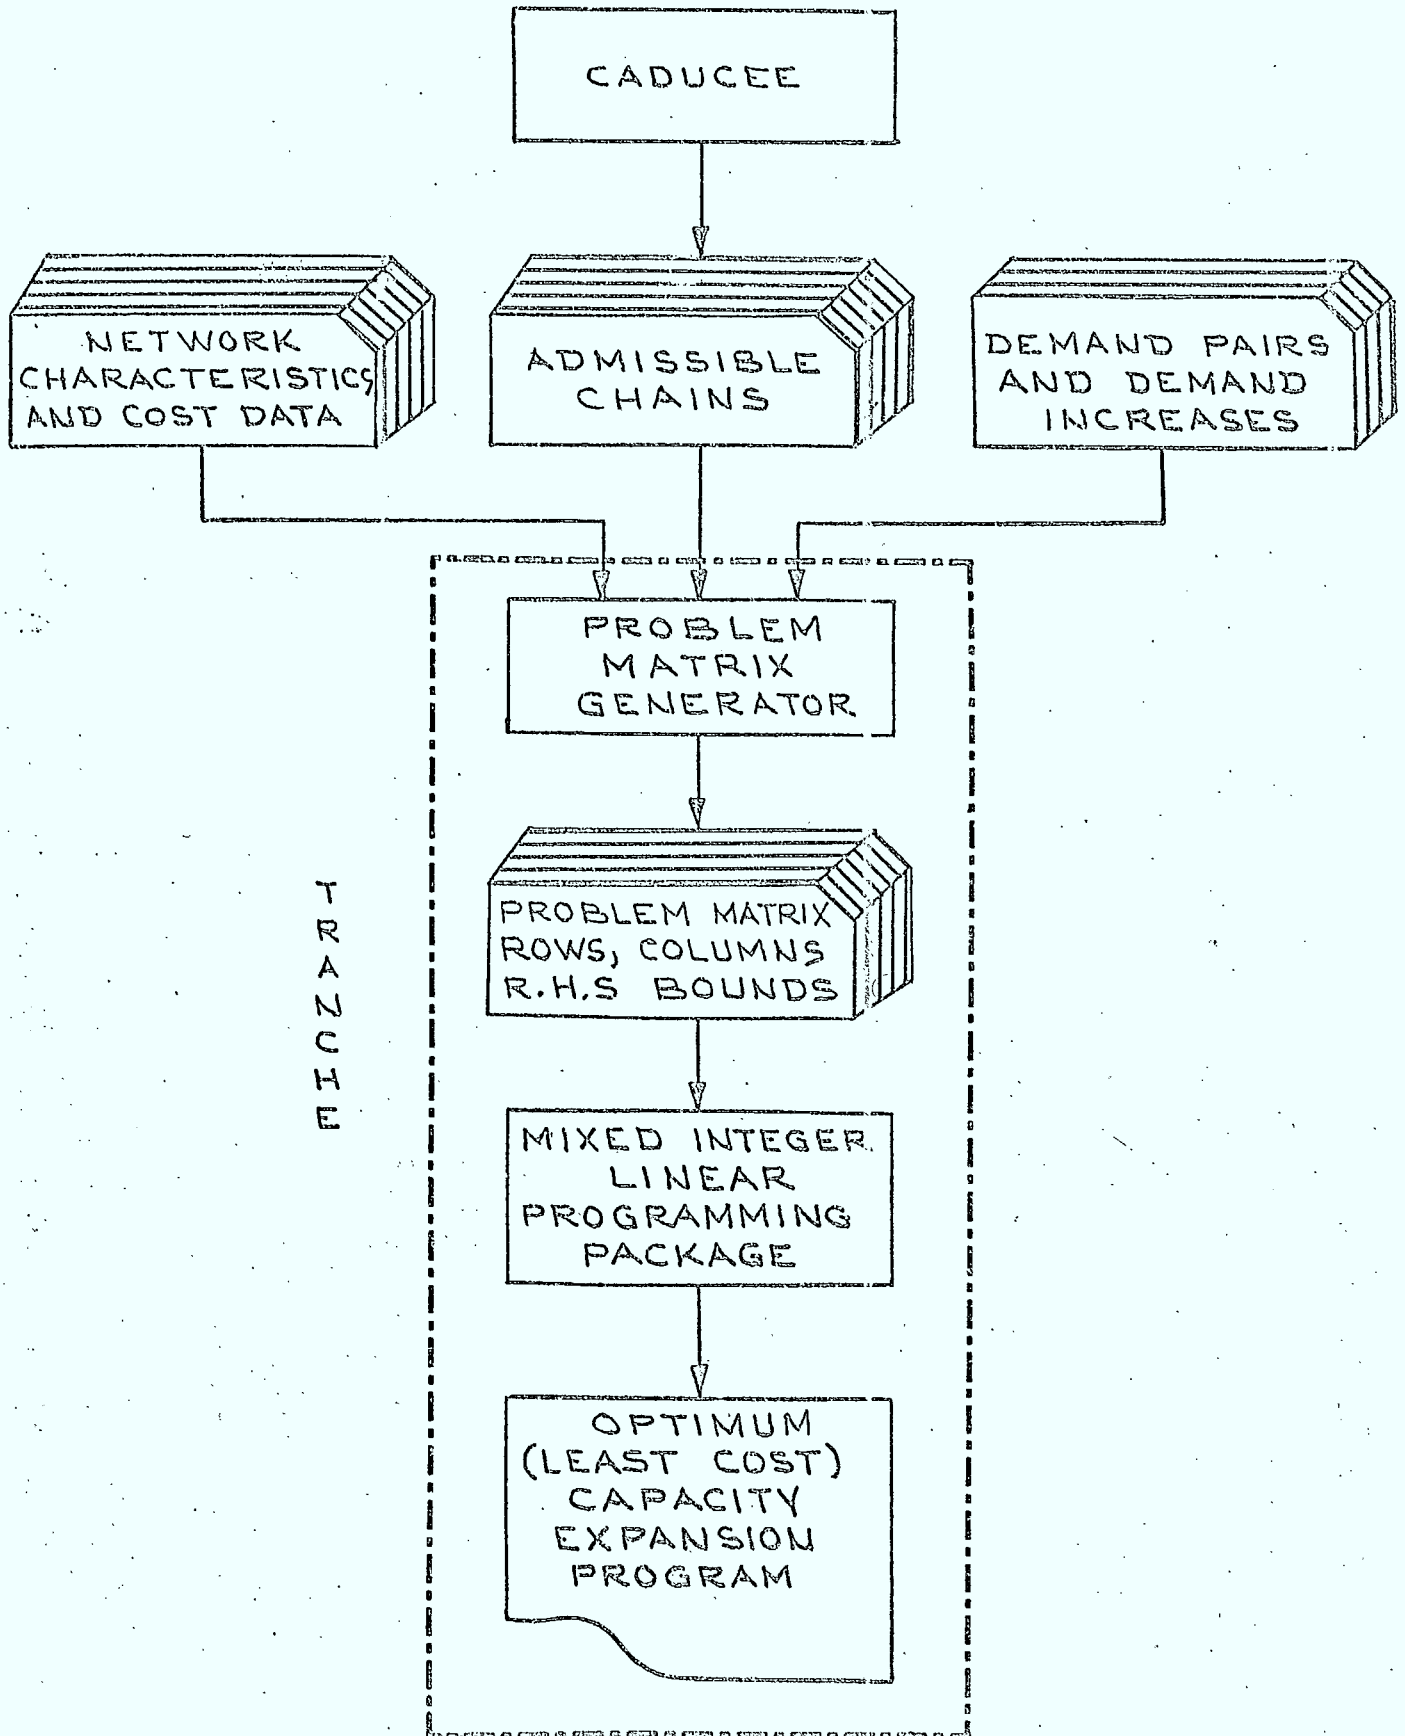 CADUCEE
NETWORK
CHARACTERISTICS
AND COST DATA
ADMISSIBLE
CHAINS
DEMAND PAIRS
AND DEMAND
INCREASES
PROBLEM
MATRIX
GENERATOR
TRANCHE
PROBLEM MATRIX
ROWS, COLUMNS
R.H.S BOUNDS
MIXED INTEGER
LINEAR
PROGRAMMING
PACKAGE
OPTIMUM
(LEAST COST)
CAPACITY
EXPANSION
PROGRAM